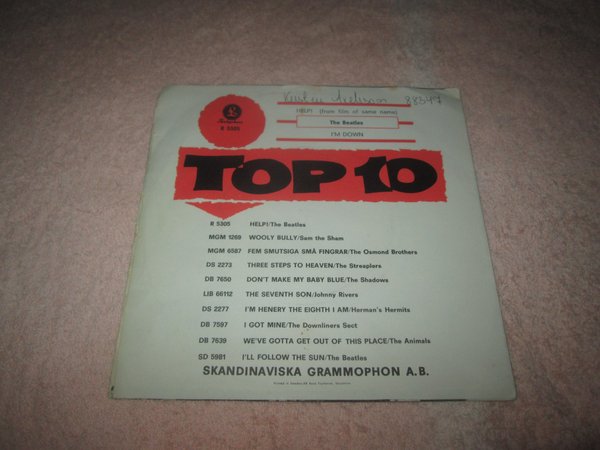 88347
HELP! (from film of same name)
Parlophone
R 5305
The Beatles
I'M DOWN
TOP 10
R 5305 HELP!/The Beatles
MGM 1269 WOOLY BULLY/Sam the Sham
MGM 6587 FEM SMUTSIGA SMÅ FINGRAR/The Osmond Brothers
DS 2273 THREE STEPS TO HEAVEN/The Streaplers
DB 7650 DON'T MAKE MY BABY BLUE/The Shadows
LIB 66112 THE SEVENTH SON/Johnny Rivers
DS 2277 I'M HENERY THE EIGHTH I AM/Herman's Hermits
DB 7597 I GOT MINE/The Downliners Sect
DB 7639 WE'VE GOTTA GET OUT OF THIS PLACE/The Animals
SD 5981 I'LL FOLLOW THE SUN/The Beatles
SKANDINAVISKA GRAMMOPHON A.B.